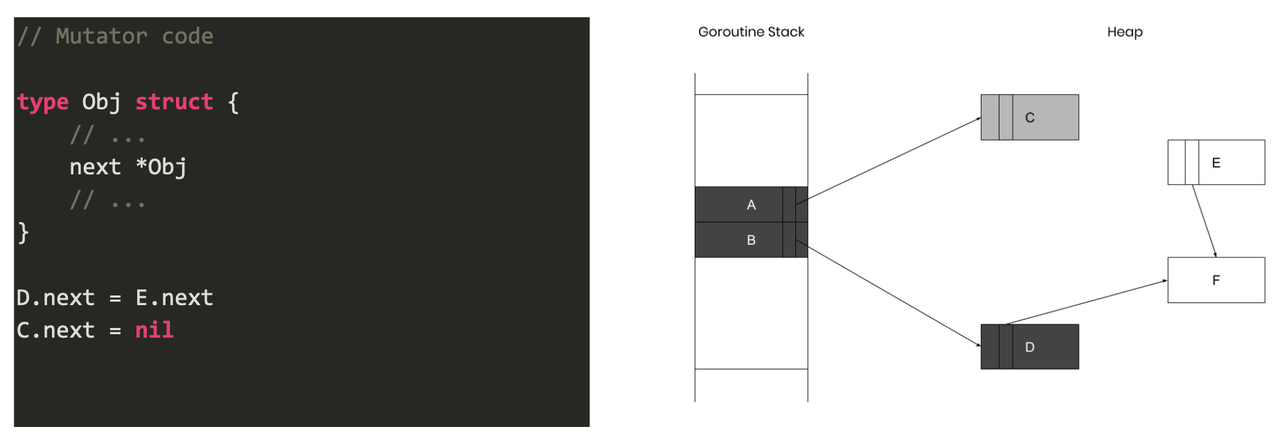 // Mutator code
type Obj struct {
// ...
next *Obj
// ...
}
D.next = E.next
C.next = nil
Goroutine Stack
Heap
C
E
A
B
F
D